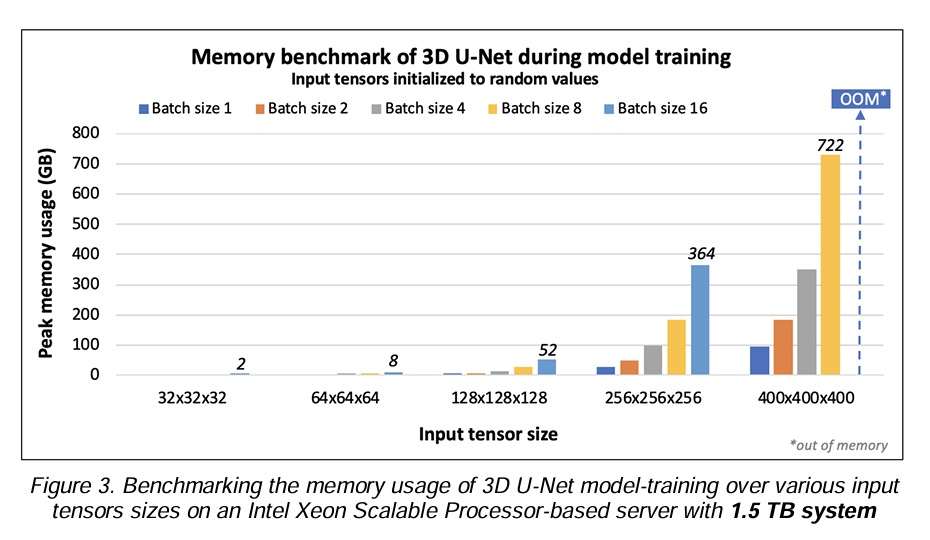 Memory benchmark of 3D U-Net during model training
Input tensors initialized to random values
Batch size 1 Batch size 2 Batch size 4 Batch size 8 Batch size 16
OOM*
Peak memory usage (GB)
800
700
600
500
400
300
200
100
0
2
8
52
364
722
32x32x32 64x64x64 128x128x128 256x256x256 400x400x400
Input tensor size
*out of memory
Figure 3. Benchmarking the memory usage of 3D U-Net model-training over various input
tensors sizes on an Intel Xeon Scalable Processor-based server with 1.5 TB system